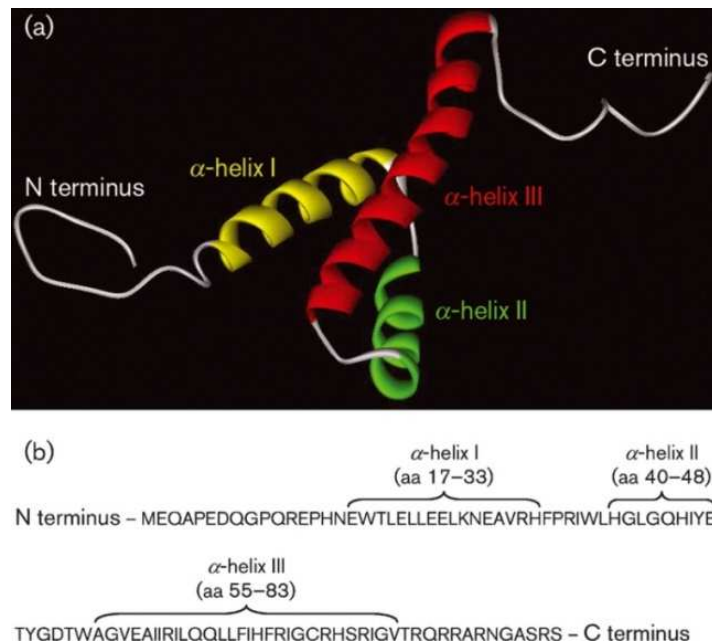 (a)
C terminus
α-helix I
N terminus
α-helix III
α-helix II
(b)
α-helix I α-helix II
(aa 17–33) (aa 40–48)
N terminus – MEQAPEDQGPQREPHNEWTLELLEELKNEAVRHFPRIWLHGLGQHIYE
α-helix III
(aa 55–83)
TYGDTWAGVEAIIRILQQLLFIHFRIGCRHSRIGVTRQRRARNGASRS – C terminus